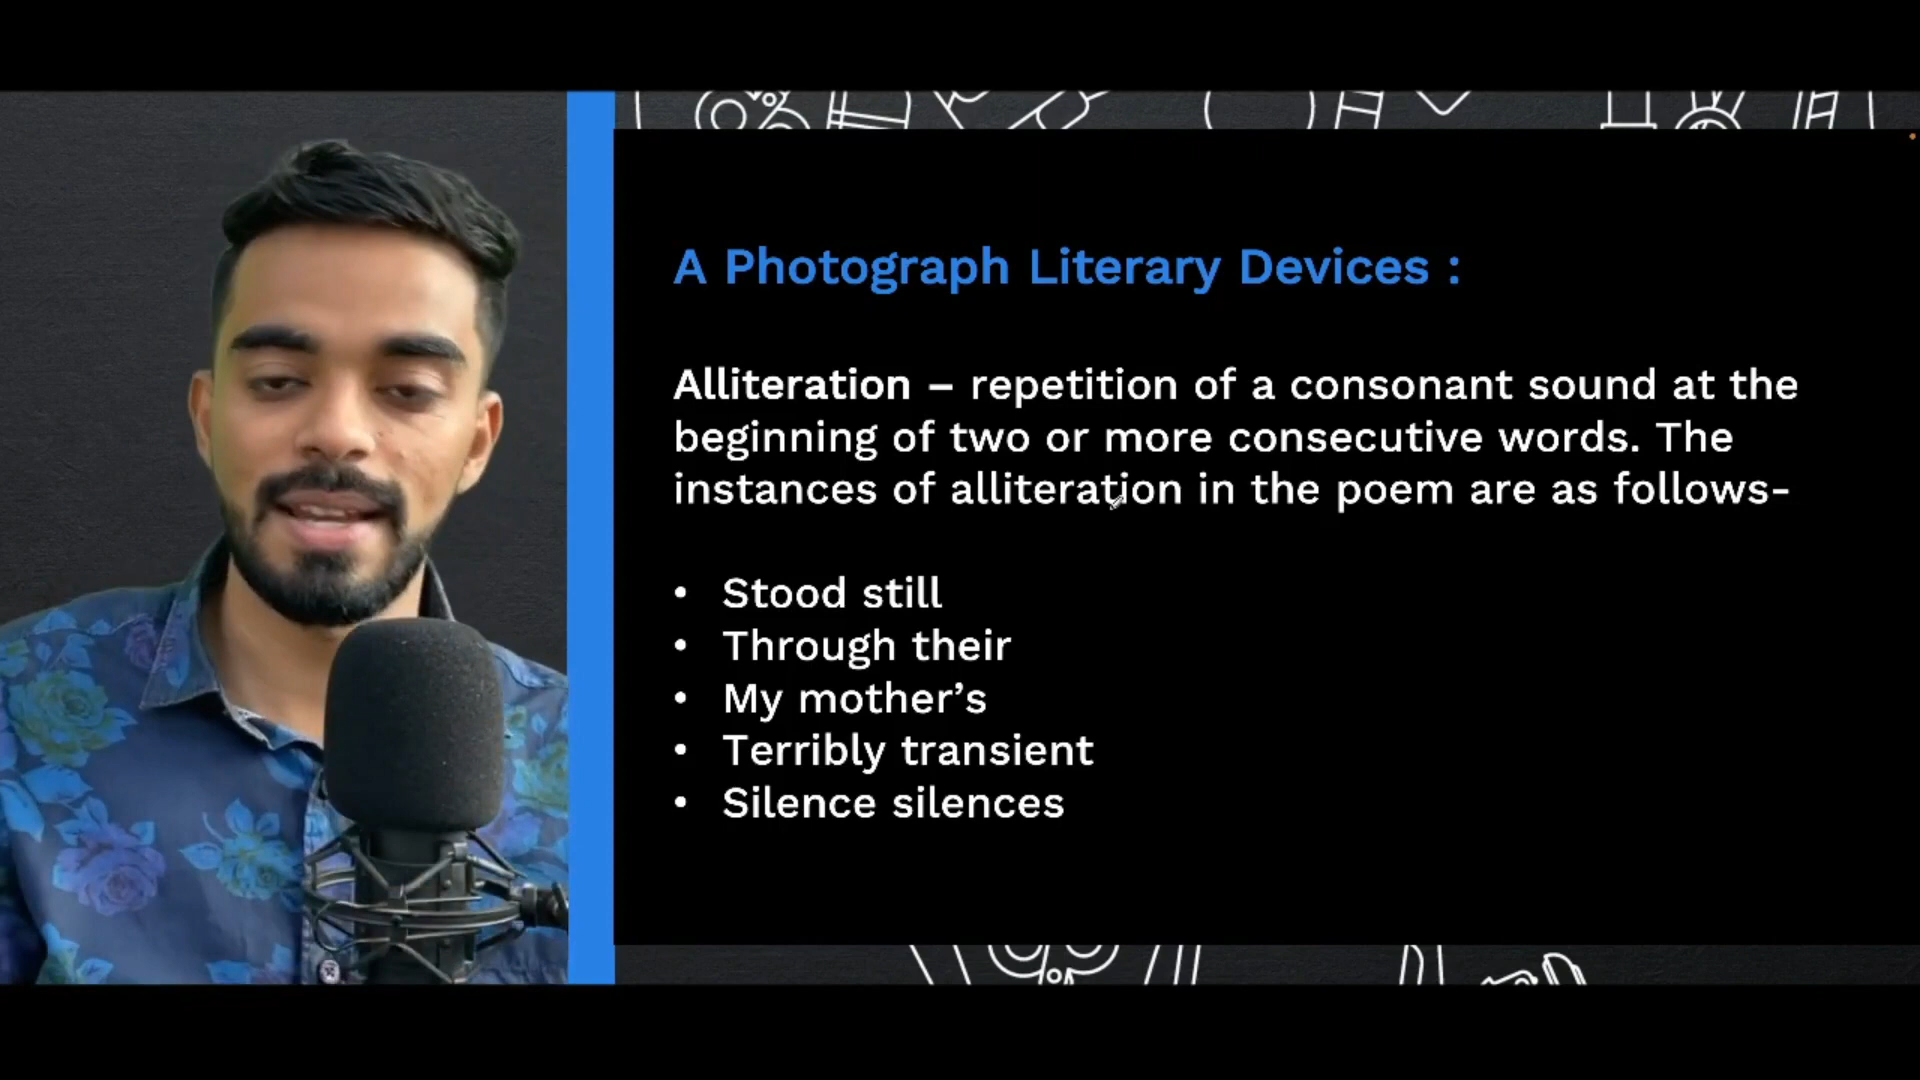 A Photograph Literary Devices :
Alliteration – repetition of a consonant sound at the
beginning of two or more consecutive words. The
instances of alliteration in the poem are as follows-
• Stood still
• Through their
• My mother’s
• Terribly transient
• Silence silences